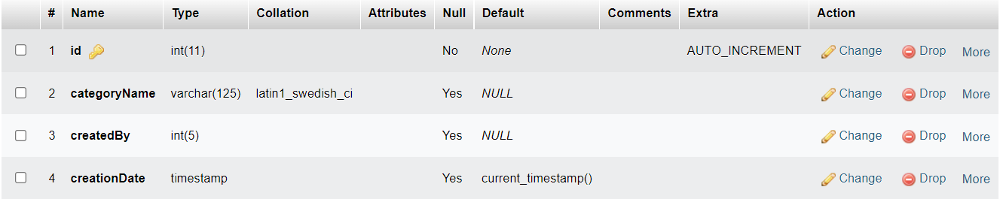 # Name Type Collation Attributes Null Default Comments Extra Action
1 id int(11) No None AUTO_INCREMENT Change Drop More
2 categoryName varchar(125) latin1_swedish_ci Yes NULL Change Drop More
3 createdBy int(5) Yes NULL Change Drop More
4 creationDate timestamp Yes current_timestamp() Change Drop More